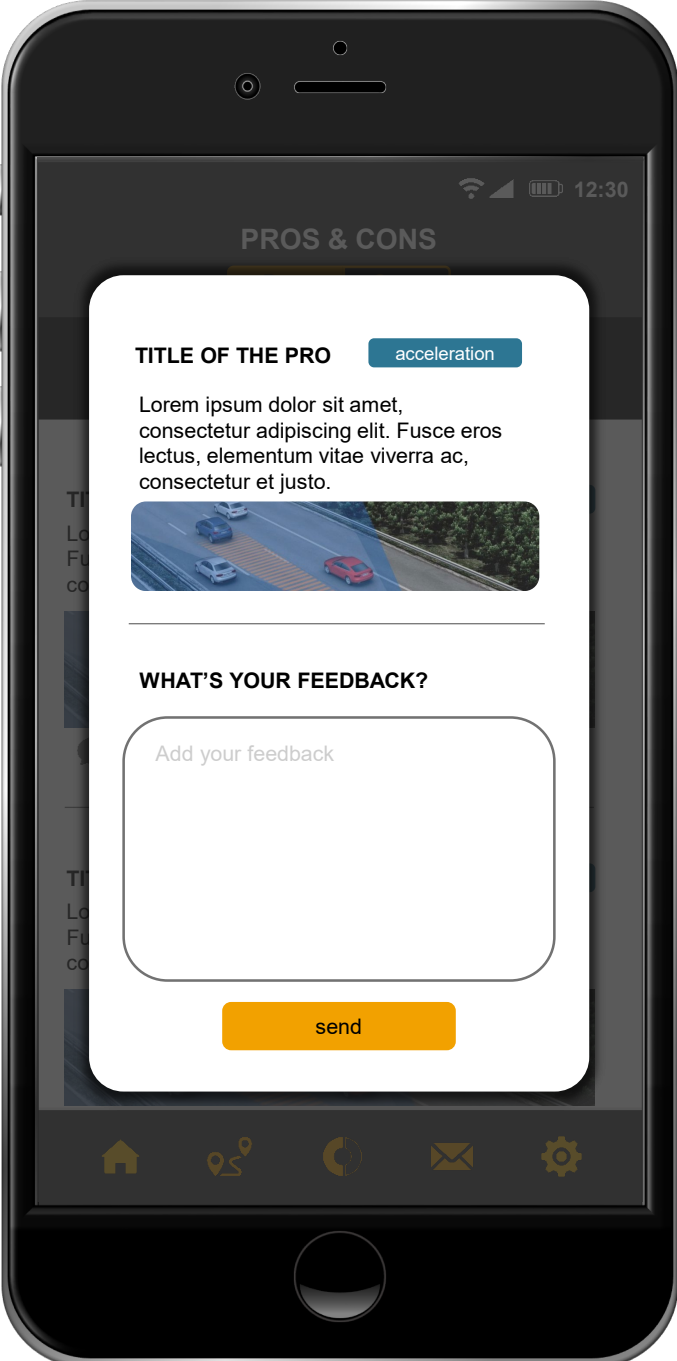 12:30
PROS & CONS
TITLE OF THE PRO
acceleration
Lorem ipsum dolor sit amet,
consectetur adipiscing elit. Fusce eros
lectus, elementum vitae viverra ac,
consectetur et justo.
WHAT'S YOUR FEEDBACK?
Add your feedback
send